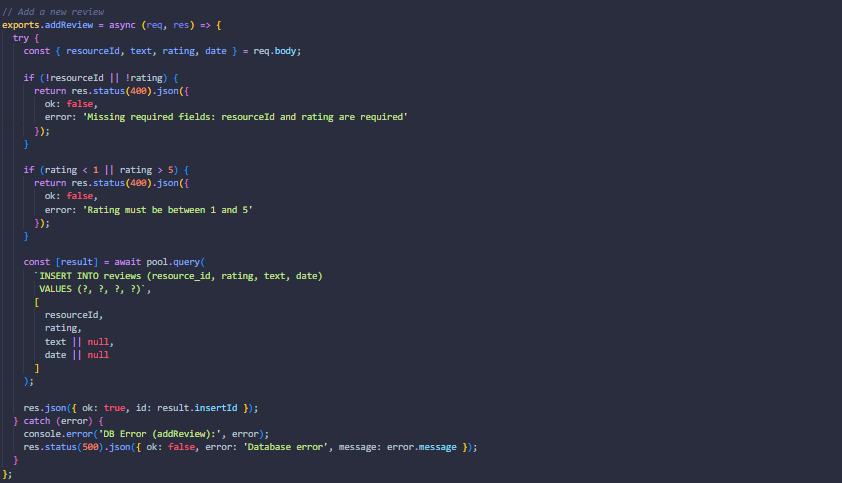 // Add a new review
exports.addReview = async (req, res) => {
  try {
    const { resourceId, text, rating, date } = req.body;

    if (!resourceId || !rating) {
      return res.status(400).json({
        ok: false,
        error: 'Missing required fields: resourceId and rating are required'
      });
    }

    if (rating < 1 || rating > 5) {
      return res.status(400).json({
        ok: false,
        error: 'Rating must be between 1 and 5'
      });
    }

    const [result] = await pool.query(
      `INSERT INTO reviews (resource_id, rating, text, date)
       VALUES (?, ?, ?, ?)`,
      [
        resourceId,
        rating,
        text || null,
        date || null
      ]
    );

    res.json({ ok: true, id: result.insertId });
  } catch (error) {
    console.error('DB Error (addReview):', error);
    res.status(500).json({ ok: false, error: 'Database error', message: error.message });
  }
};